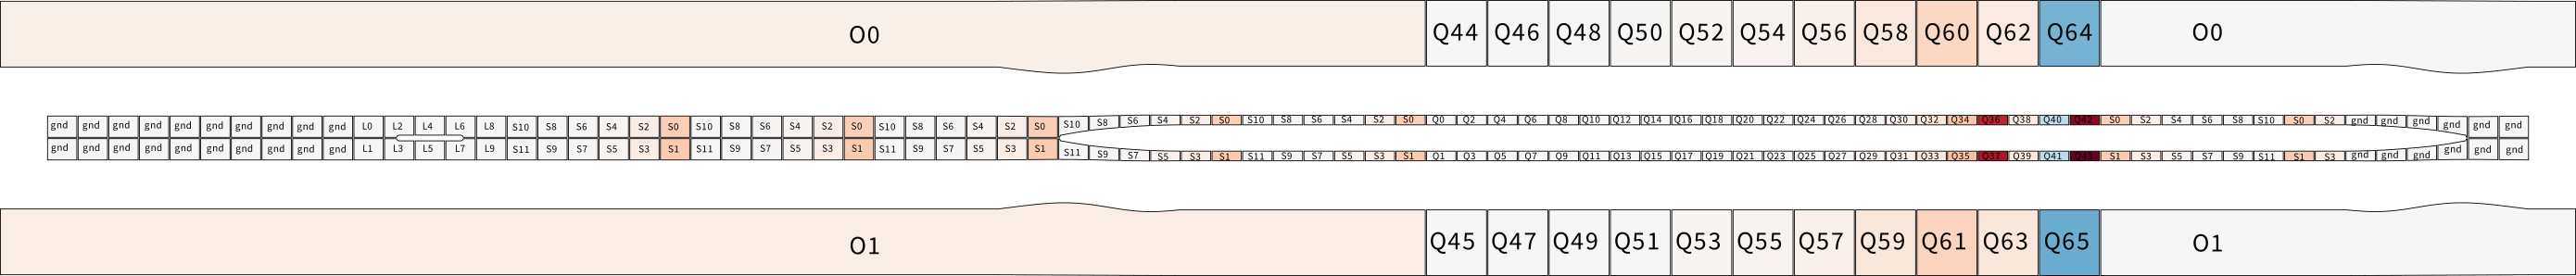 O0 Q44 Q46 Q48 Q50 Q52 Q54 Q56 Q58 Q60 Q62 Q64 O0
gnd gnd gnd gnd gnd gnd gnd gnd gnd gnd L0 L2 L4 L6 L8 S10 S8 S6 S4 S2 S0 S10 S8 S6 S4 S2 S0 S10 S8 S6 S4 S2 S0 S10 S8 S6 S4 S2 S0 S10 S8 S6 S4 S2 S0 Q0 Q2 Q4 Q6 Q8 Q10 Q12 Q14 Q16 Q18 Q20 Q22 Q24 Q26 Q28 Q30 Q32 Q34 Q36 Q38 Q40 Q42 S0 S2 S4 S6 S8 S10 S0 S2 gnd gnd gnd gnd gnd gnd
gnd gnd gnd gnd gnd gnd gnd gnd gnd gnd L1 L3 L5 L7 L9 S11 S9 S7 S5 S3 S1 S11 S9 S7 S5 S3 S1 S11 S9 S7 S5 S3 S1 S11 S9 S7 S5 S3 S1 S11 S9 S7 S5 S3 S1 Q1 Q3 Q5 Q7 Q9 Q11 Q13 Q15 Q17 Q19 Q21 Q23 Q25 Q27 Q29 Q31 Q33 Q35 Q37 Q39 Q41 Q43 S1 S3 S5 S7 S9 S11 S1 S3 gnd gnd gnd gnd gnd gnd
O1 Q45 Q47 Q49 Q51 Q53 Q55 Q57 Q59 Q61 Q63 Q65 O1